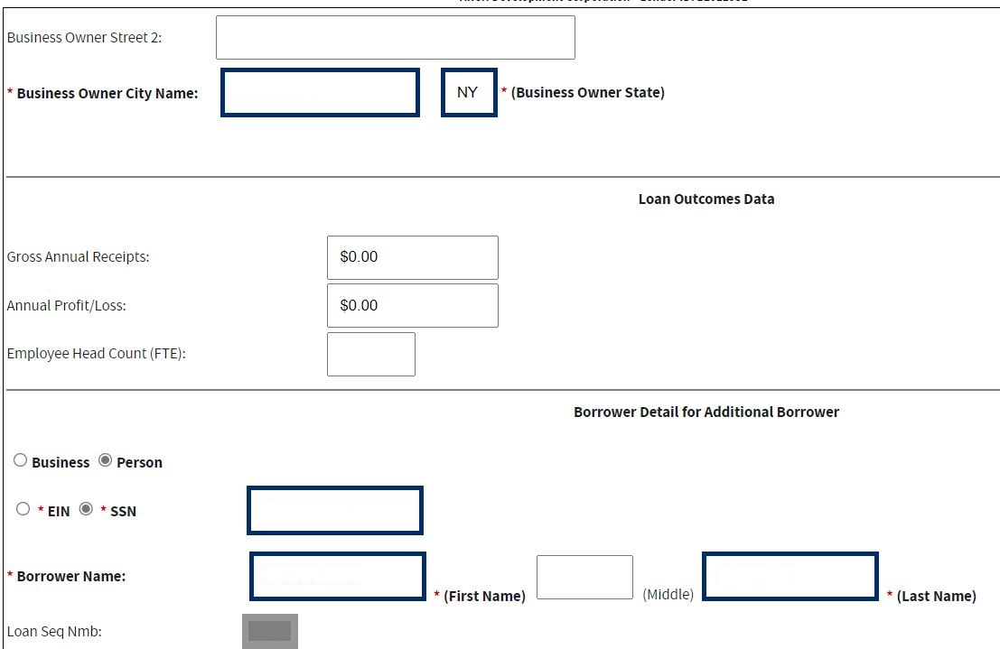 Business Owner Street 2:
* Business Owner City Name: NY * (Business Owner State)
Loan Outcomes Data
Gross Annual Receipts: $0.00
Annual Profit/Loss: $0.00
Employee Head Count (FTE):
Borrower Detail for Additional Borrower
Business Person
* EIN * SSN
* Borrower Name: * (First Name) (Middle) * (Last Name)
Loan Seq Nmb: